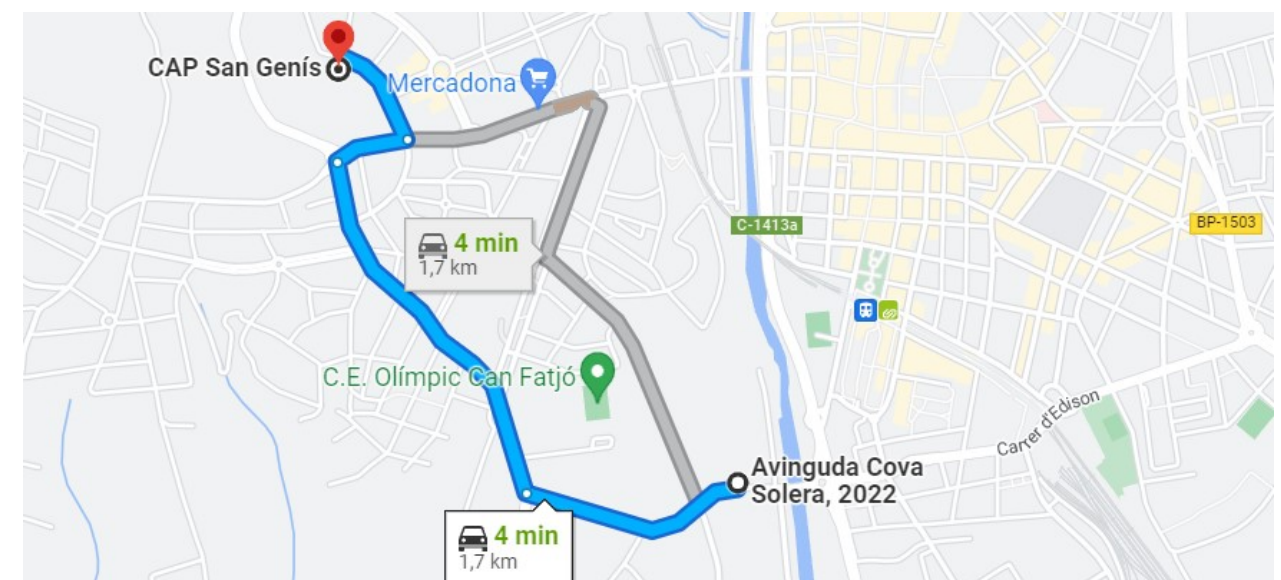 CAP San Genís
Mercadona
C-1413a
BP-1503
4 min
1,7 km
C.E. Olímpic Can Fatjó
Carrer d'Edison
Avinguda Cova
Solera, 2022
4 min
1,7 km